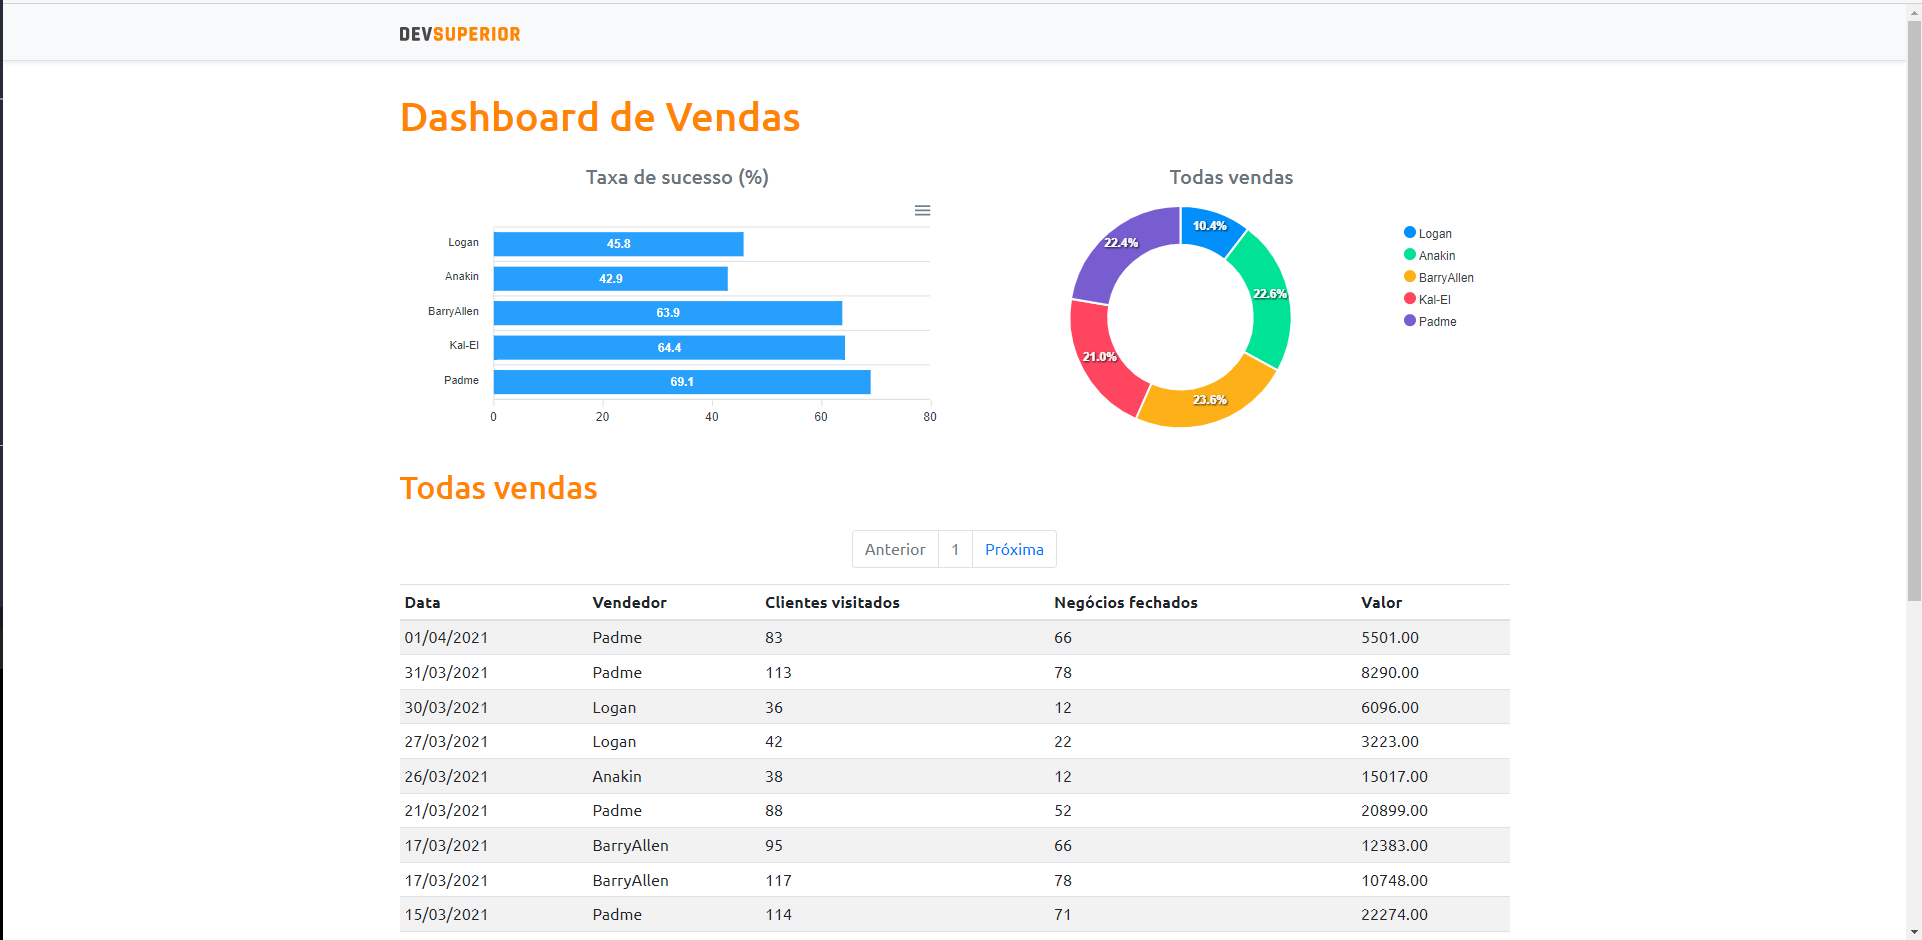 DEVSUPERIOR
Dashboard de Vendas
Taxa de sucesso (%)
Logan 45.8
Anakin 42.9
BarryAllen 63.9
Kal-El 64.4
Padme 69.1
0 20 40 60 80
Todas vendas
10.4%
22.6%
23.6%
21.0%
22.4%
Logan
Anakin
BarryAllen
Kal-El
Padme
Todas vendas
Anterior 1 Próxima
Data Vendedor Clientes visitados Negócios fechados Valor
01/04/2021 Padme 83 66 5501.00
31/03/2021 Padme 113 78 8290.00
30/03/2021 Logan 36 12 6096.00
27/03/2021 Logan 42 22 3223.00
26/03/2021 Anakin 38 12 15017.00
21/03/2021 Padme 88 52 20899.00
17/03/2021 BarryAllen 95 66 12383.00
17/03/2021 BarryAllen 117 78 10748.00
15/03/2021 Padme 114 71 22274.00